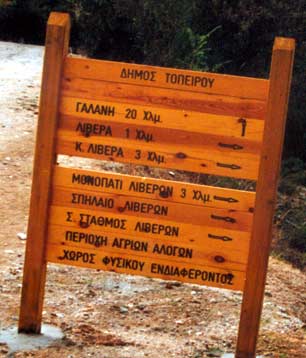 ΔΗΜΟΣ ΤΟΠΕΙΡΟΥ
ΓΑΛΑΝΗ 20 Χλμ.
ΛΙΒΕΡΑ 1 Χλμ.
Κ. ΛΙΒΕΡΑ 3 Χλμ.
ΜΟΝΟΠΑΤΙ ΛΙΒΕΡΩΝ 3 Χλμ.
ΣΠΗΛΑΙΟ ΛΙΒΕΡΩΝ
Σ. ΣΤΑΘΜΟΣ ΛΙΒΕΡΩΝ
ΠΕΡΙΟΧΗ ΑΓΡΙΩΝ ΑΛΟΓΩΝ
ΧΩΡΟΣ ΦΥΣΙΚΟΥ ΕΝΔΙΑΦΕΡΟΝΤΟΣ